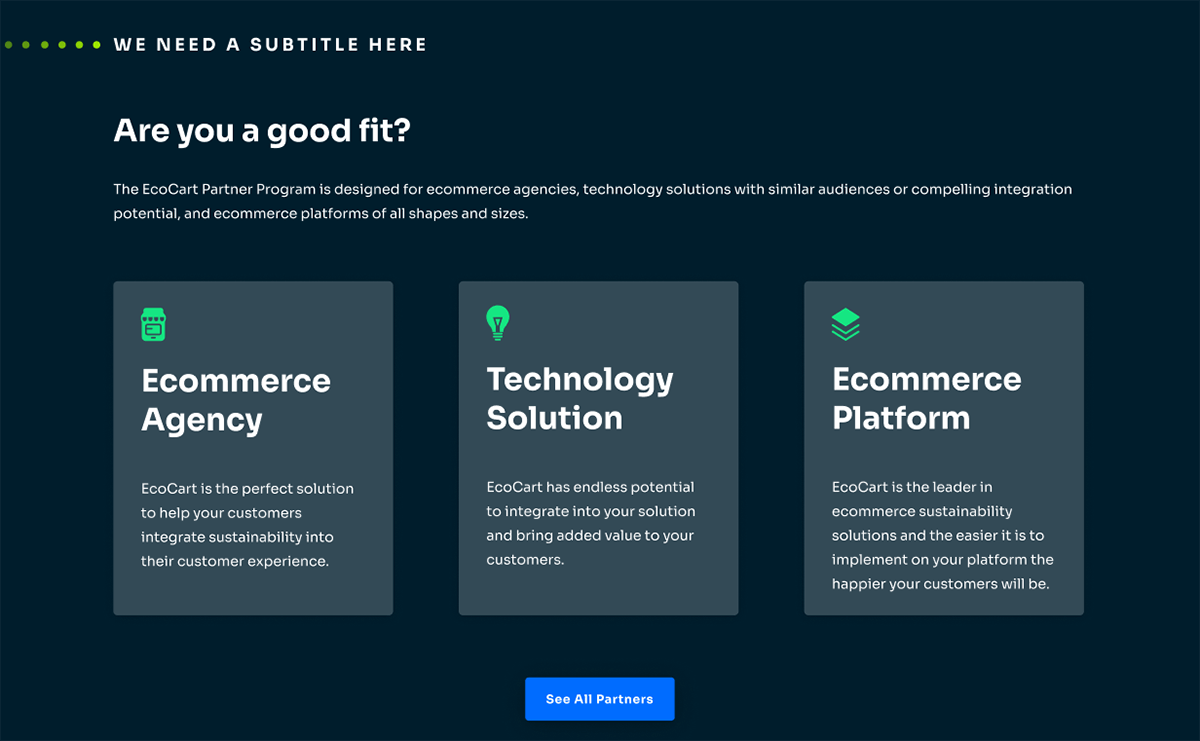 WE NEED A SUBTITLE HERE
Are you a good fit?
The EcoCart Partner Program is designed for ecommerce agencies, technology solutions with similar audiences or compelling integration
potential, and ecommerce platforms of all shapes and sizes.
Ecommerce
Agency
EcoCart is the perfect solution
to help your customers
integrate sustainability into
their customer experience.
Technology
Solution
EcoCart has endless potential
to integrate into your solution
and bring added value to your
customers.
Ecommerce
Platform
EcoCart is the leader in
ecommerce sustainability
solutions and the easier it is to
implement on your platform the
happier your customers will be.
See All Partners